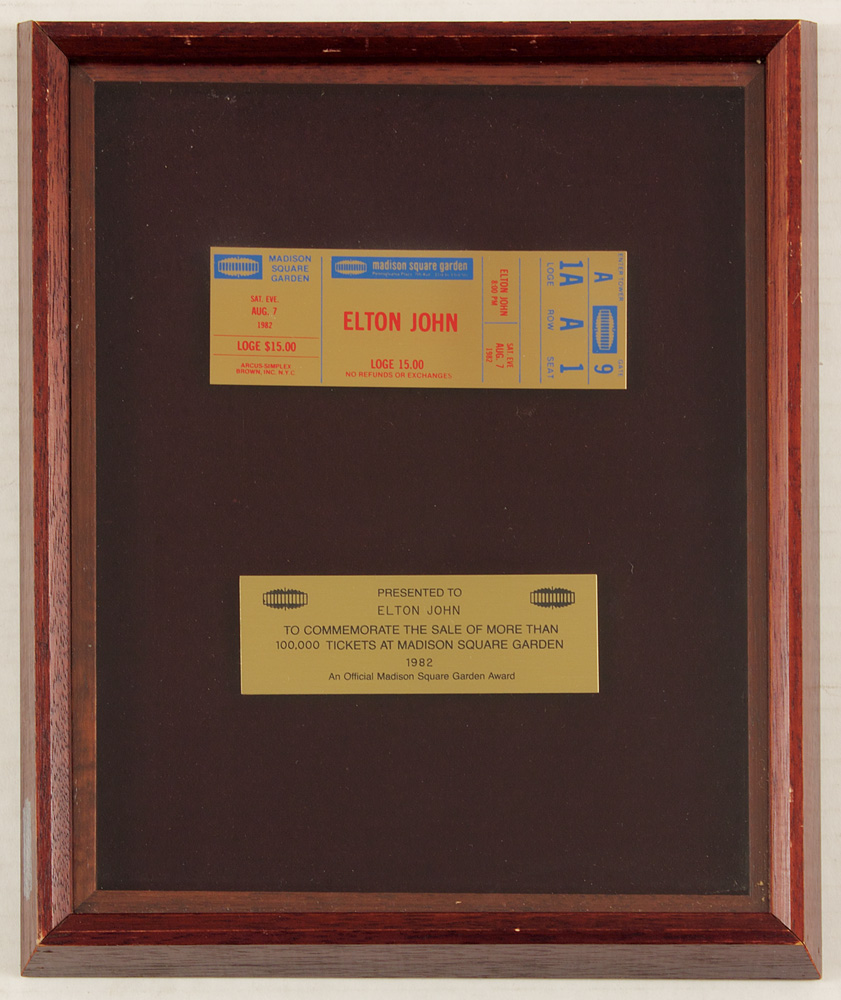 MADISON
SQUARE
GARDEN
SAT. EVE.
AUG. 7
1982
LOGE $15.00
ARCUS-SIMPLEX
BROWN, INC. N.Y.C.
madison square garden
ELTON JOHN
LOGE 15.00
NO REFUNDS OR EXCHANGES
ELTON JOHN
8:00 PM
SAT. EVE
AUG. 7
1982
1A A 1
LOGE ROW SEAT
ENTER TOWER GATE
A 9
PRESENTED TO
ELTON JOHN
TO COMMEMORATE THE SALE OF MORE THAN
100,000 TICKETS AT MADISON SQUARE GARDEN
1982
An Official Madison Square Garden Award